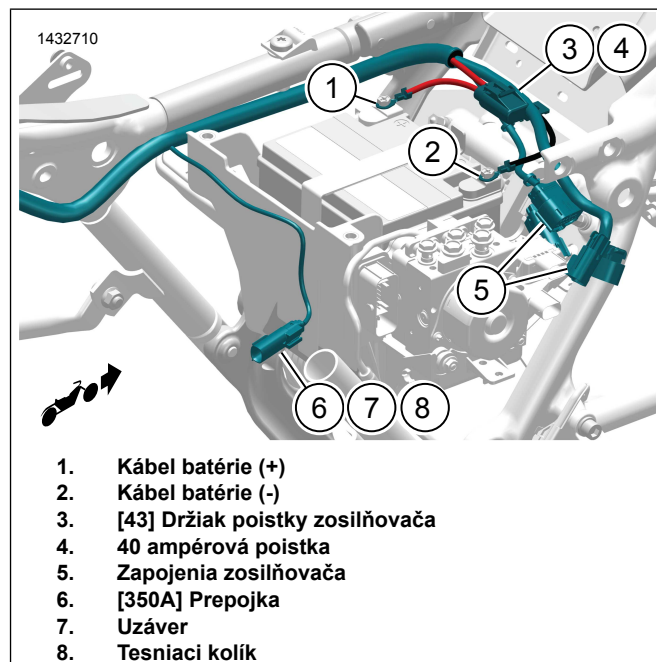 1432710
3 4
1
2
5
6 7 8
1. Kábel batérie (+)
2. Kábel batérie (-)
3. [43] Držiak poistky zosilňovača
4. 40 ampérová poistka
5. Zapojenia zosilňovača
6. [350A] Prepojka
7. Uzáver
8. Tesniaci kolík